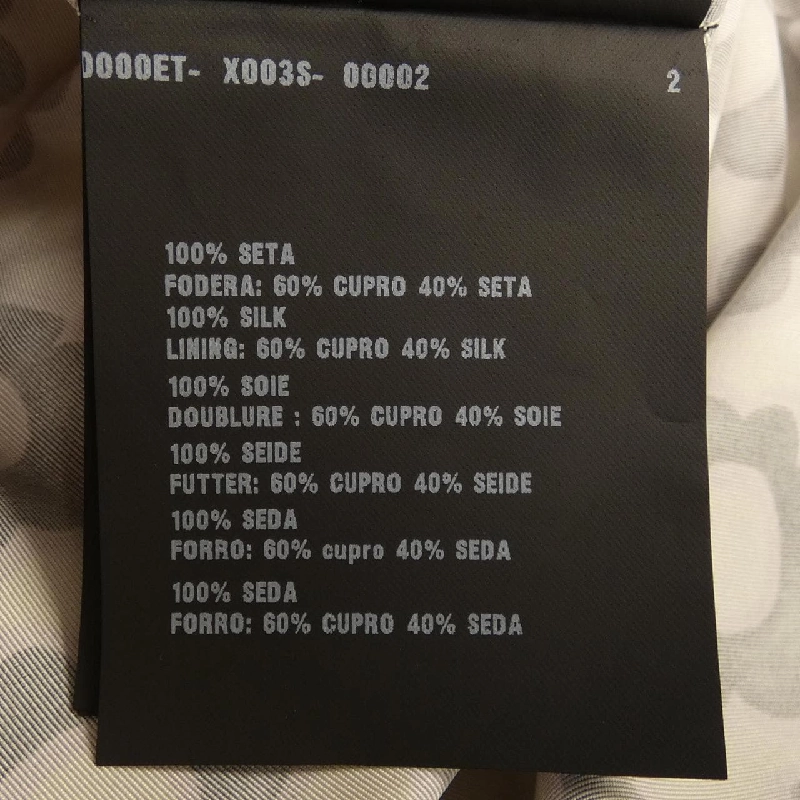 0000ET- X003S- 00002 2
100% SETA
FODERA: 60% CUPRO 40% SETA
100% SILK
LINING: 60% CUPRO 40% SILK
100% SOIE
DOUBLURE : 60% CUPRO 40% SOIE
100% SEIDE
FUTTER: 60% CUPRO 40% SEIDE
100% SEDA
FORRO: 60% cupro 40% SEDA
100% SEDA
FORRO: 60% CUPRO 40% SEDA